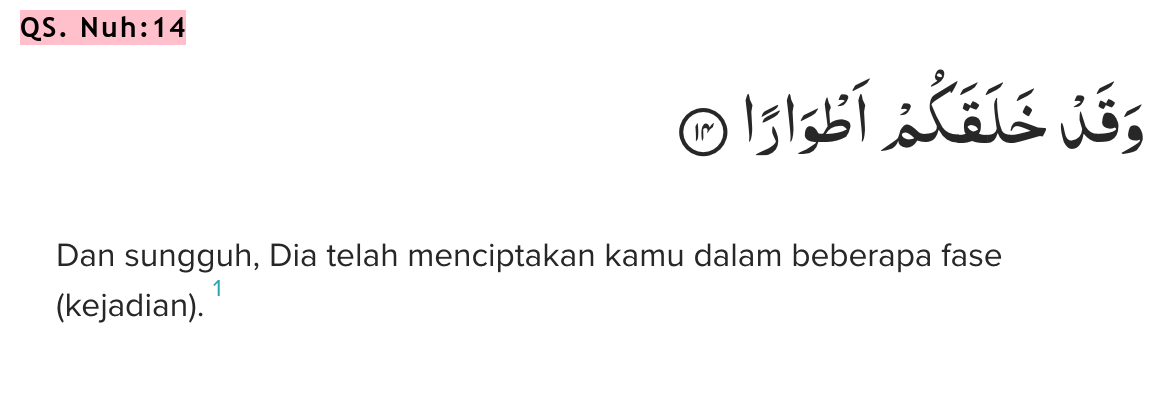 QS. Nuh:14
وَقَدْ خَلَقَكُمْ اَطْوَارًا ١٤
Dan sungguh, Dia telah menciptakan kamu dalam beberapa fase
(kejadian). 1